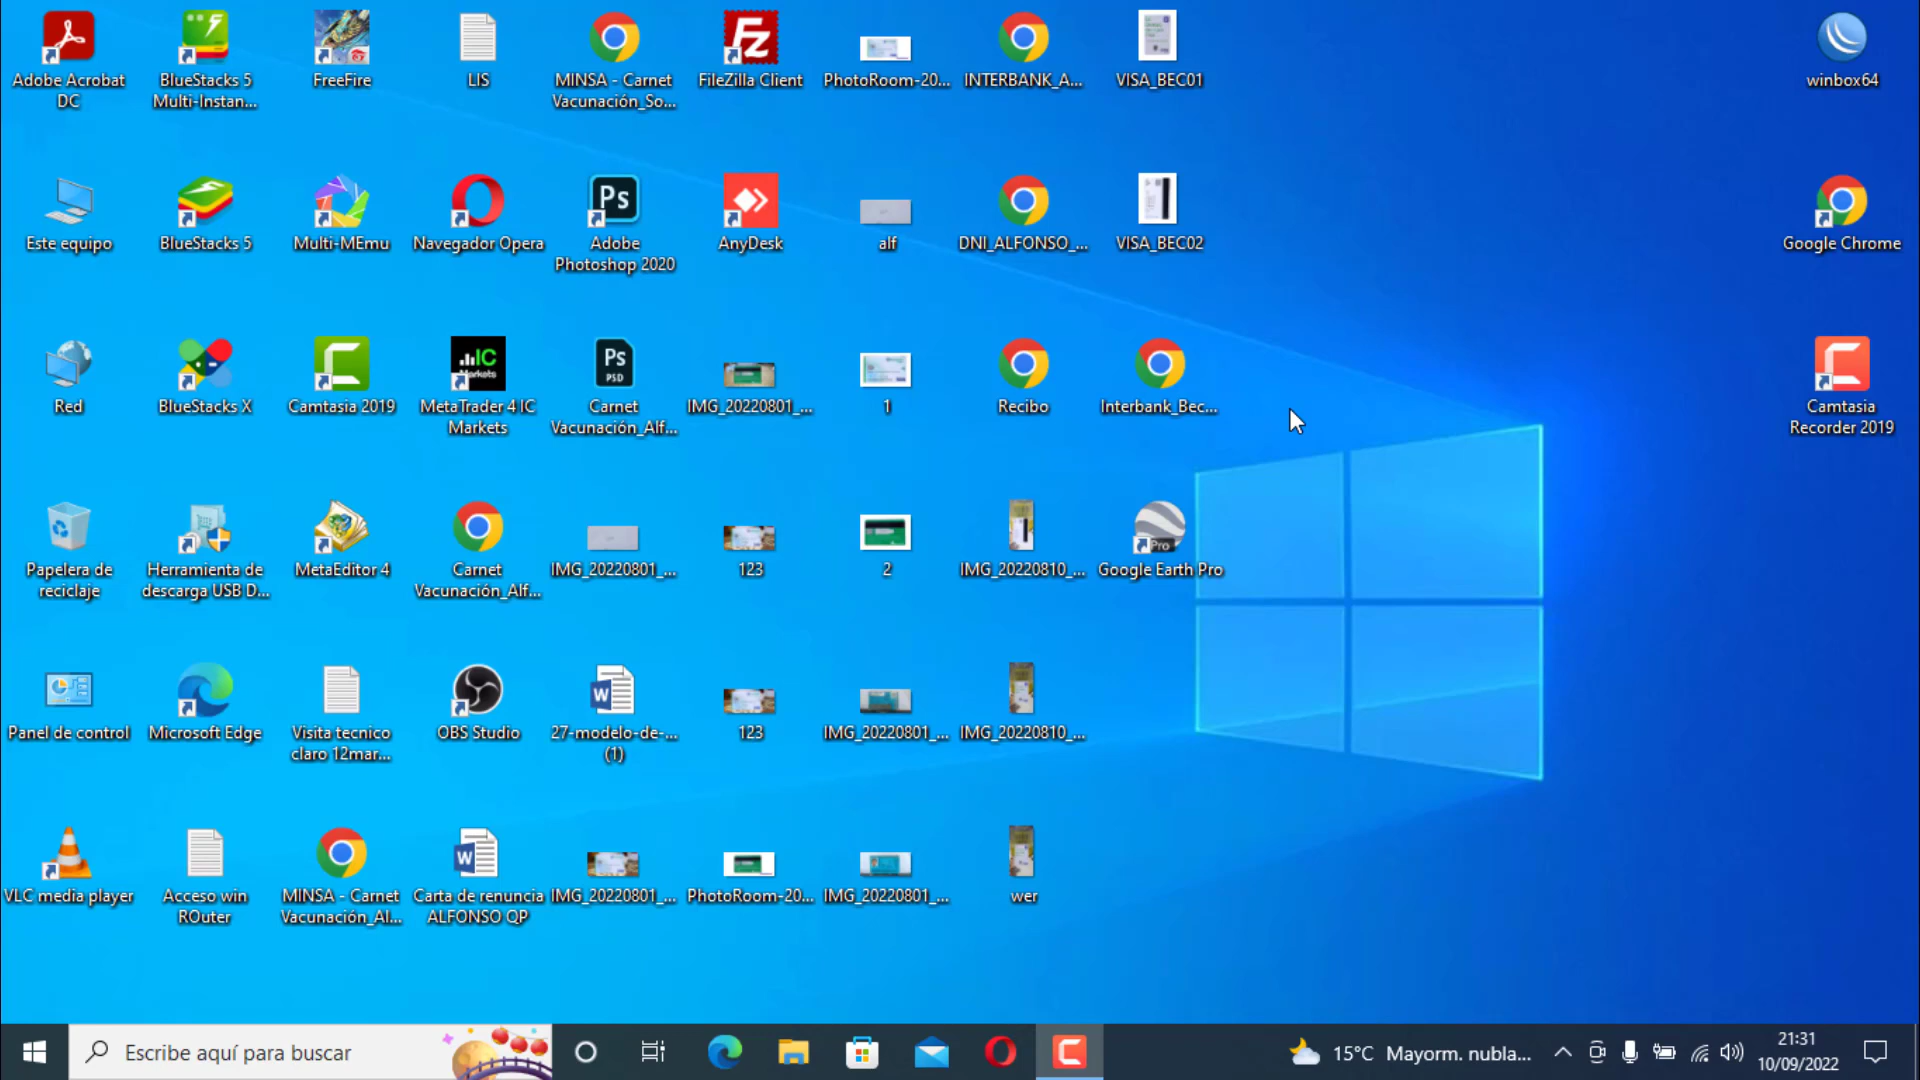 Adobe Acrobat
DC
BlueStacks 5
Multi-Instan...
FreeFire
LIS
MINSA - Carnet
Vacunación_So...
FileZilla Client
PhotoRoom-20...
INTERBANK_A...
VISA_BEC01
winbox64
Este equipo
BlueStacks 5
Multi-MEmu
Navegador Opera
Ps
Adobe
Photoshop 2020
AnyDesk
alf
DNI_ALFONSO_...
VISA_BEC02
Google Chrome
Red
BlueStacks X
Camtasia 2019
IC
Markets
MetaTrader 4 IC
Markets
Ps
PSD
Carnet
Vacunación_Alf...
IMG_20220801_...
1
Recibo
Interbank_Bec...
Camtasia
Recorder 2019
Papelera de
reciclaje
Herramienta de
descarga USB D...
MetaEditor 4
Carnet
Vacunación_Alf...
IMG_20220801_...
123
2
IMG_20220810_...
Pro
Google Earth Pro
Panel de control
Microsoft Edge
Visita tecnico
claro 12mar...
OBS Studio
W
27-modelo-de-...
(1)
123
IMG_20220801_...
IMG_20220810_...
VLC media player
Acceso win
ROuter
MINSA - Carnet
Vacunación_Al...
W
Carta de renuncia
ALFONSO QP
IMG_20220801_...
PhotoRoom-20...
IMG_20220801_...
wer
Escribe aquí para buscar
15°C Mayorm. nubla...
21:31
10/09/2022